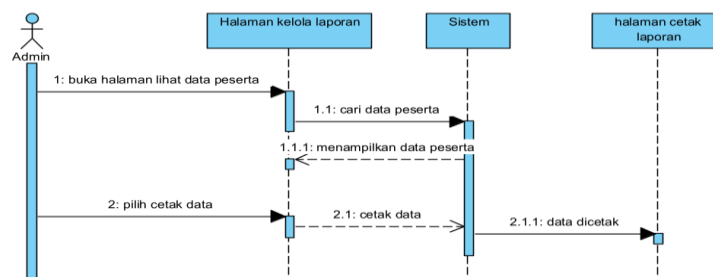 Halaman kelola laporan
Sistem
halaman cetak
laporan
Admin
1: buka halaman lihat data peserta
1.1: cari data peserta
1.1.1: menampilkan data peserta
2: pilih cetak data
2.1: cetak data
2.1.1: data dicetak